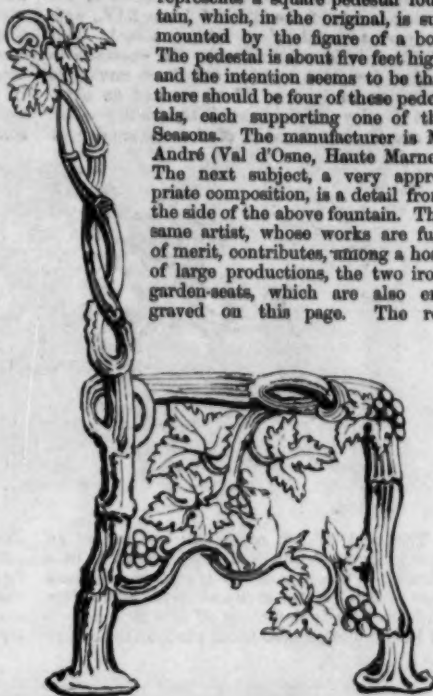 represents a square pedestal foun-
tain, which, in the original, is sur-
mounted by the figure of a boy.
The pedestal is about five feet high,
and the intention seems to be that
there should be four of these pedes-
tals, each supporting one of the
Seasons. The manufacturer is M.
André (Val d'Osne, Haute Marne).
The next subject, a very appro-
priate composition, is a detail from
the side of the above fountain. The
same artist, whose works are full
of merit, contributes, among a host
of large productions, the two iron
garden-seats, which are also en-
graved on this page. The re-